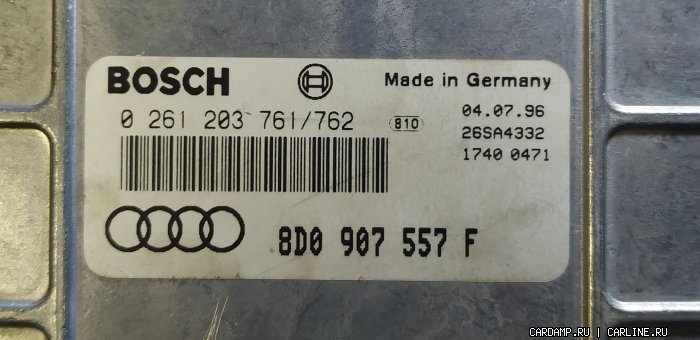 BOSCH
Made in Germany
0 261 203 761/762
810
04.07.96
26SA4332
1740 0471
8D0 907 557 F
CARDAMP.RU | CARLINE.RU